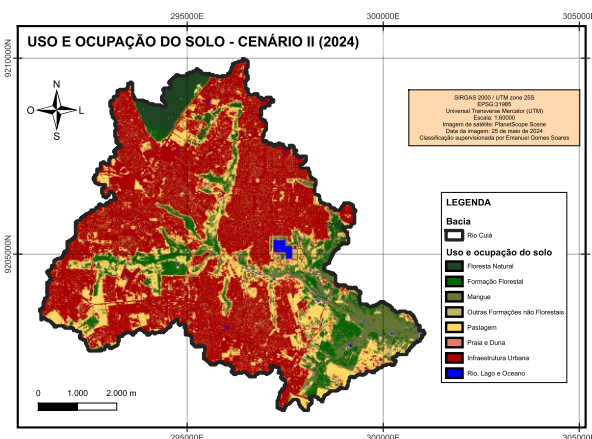 295000E 300000E 305000E
USO E OCUPAÇÃO DO SOLO - CENÁRIO II (2024)
9210000N
N
O L
S
SIRGAS 2000 / UTM zone 25S
EPSG:31985
Universal Transverse Mercator (UTM)
Escala: 1:60000
Imagem de satélite: PlanetScope Scene
Data da imagem: 25 de maio de 2024
Classificação supervisionada por Emanuel Gomes Soares
LEGENDA
Bacia
Rio Cuiá
Uso e ocupação do solo
Floresta Natural
Formação Florestal
Mangue
Outras Formações não Florestais
Pastagem
Praia e Duna
Infraestrutura Urbana
Rio, Lago e Oceano
9205000N
0 1.000 2.000 m
295000E 300000E 305000E